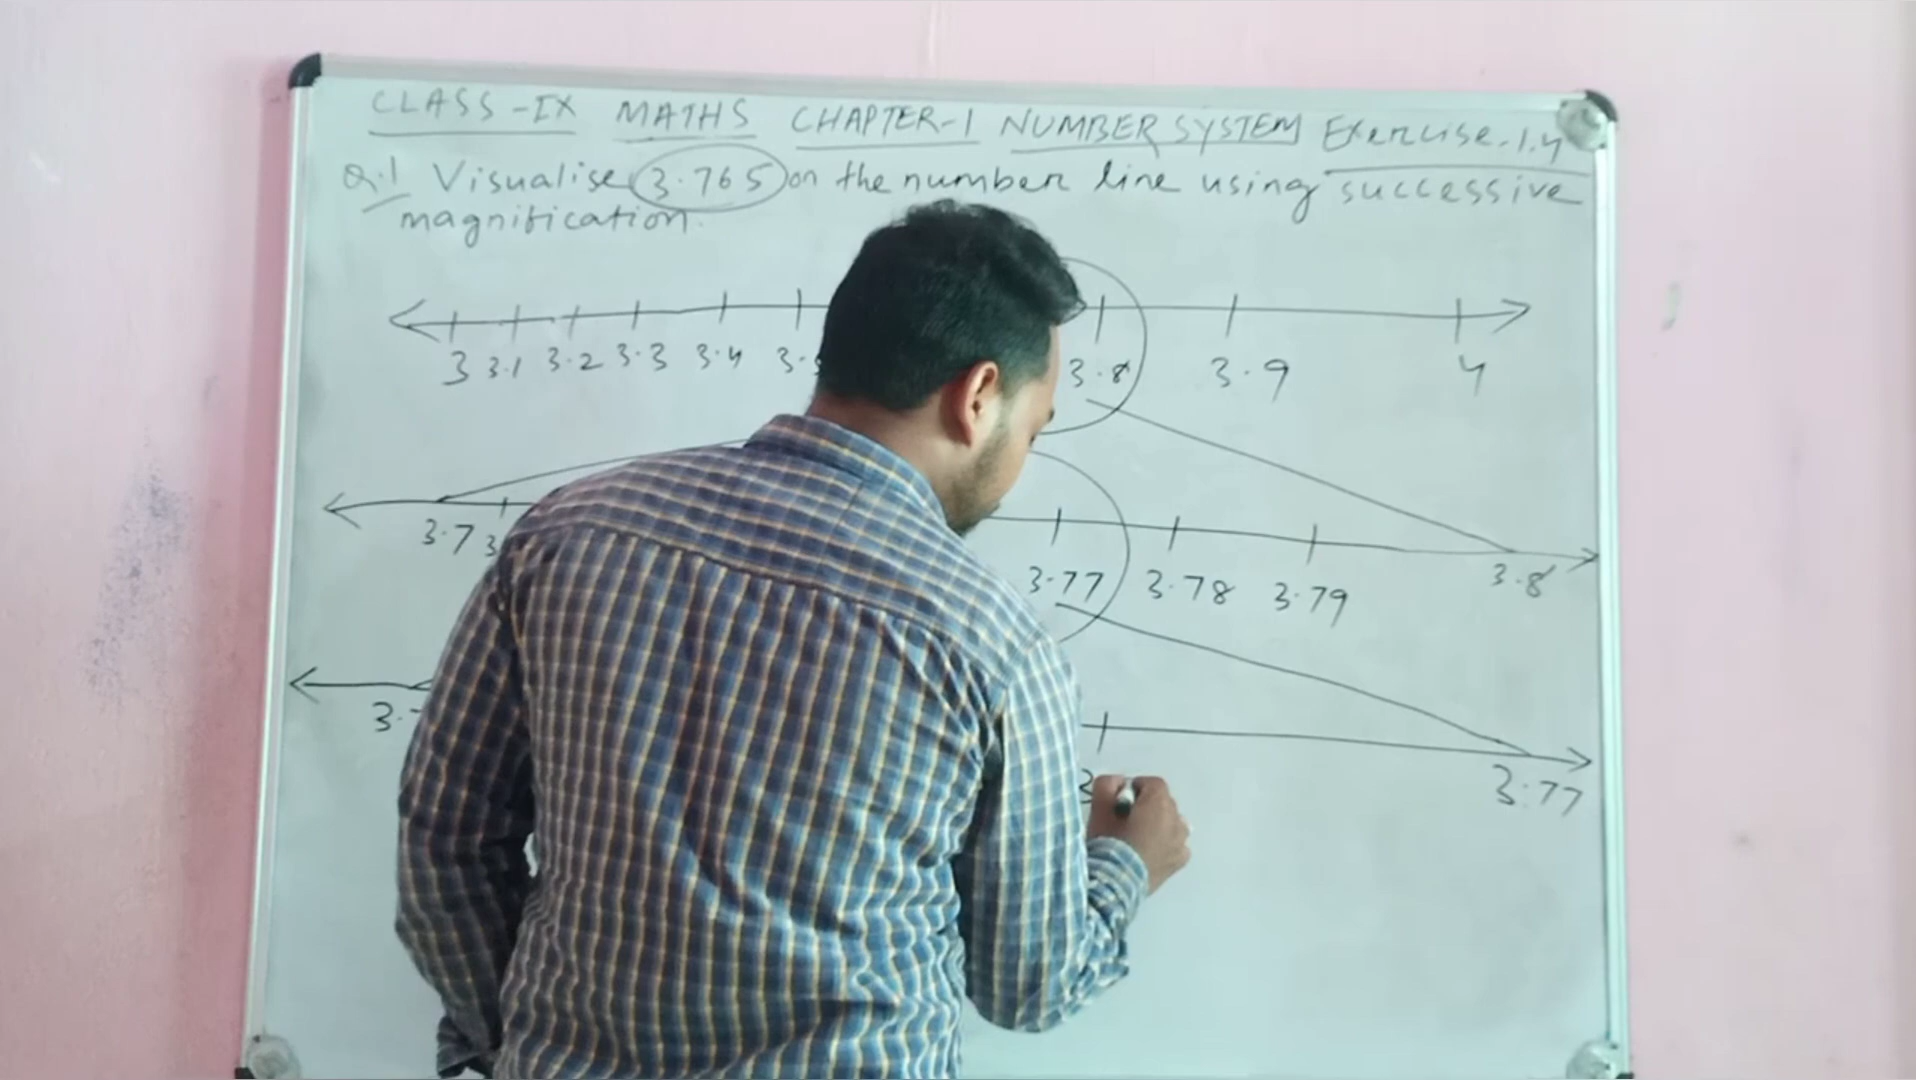 CLASS-IX MATHS CHAPTER-1 NUMBER SYSTEM Exercise-1.4
Q.1 Visualise 3.765 on the number line using successive
magnification.
3 3.1 3.2 3.3 3.4 3.8 3.9 4
3.7 3.77 3.78 3.79 3.8
3.77